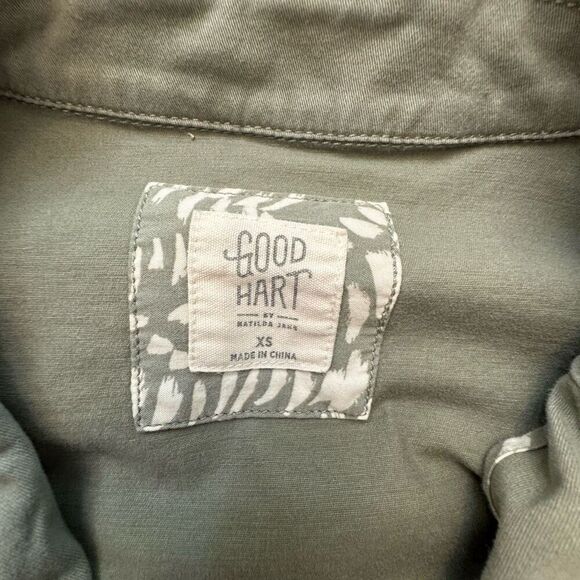 GOOD
HART
— BY —
MATILDA JANE
XS
MADE IN CHINA